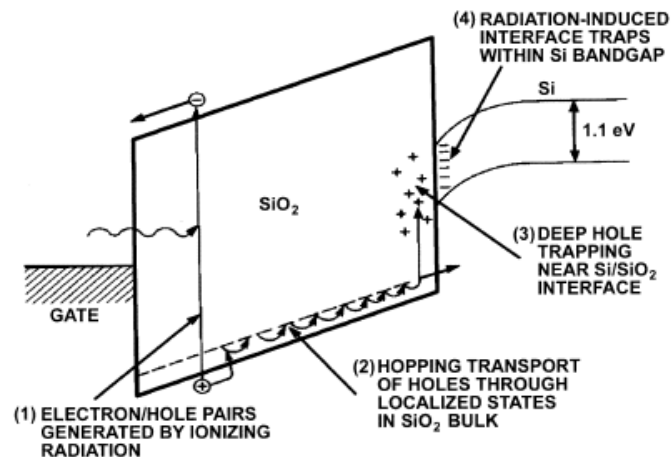 (4) RADIATION-INDUCED
INTERFACE TRAPS
WITHIN Si BANDGAP
Si
1.1 eV
SiO₂
(3) DEEP HOLE
TRAPPING
NEAR Si/SiO₂
INTERFACE
GATE
(2) HOPPING TRANSPORT
OF HOLES THROUGH
LOCALIZED STATES
IN SiO₂ BULK
(1) ELECTRON/HOLE PAIRS
GENERATED BY IONIZING
RADIATION